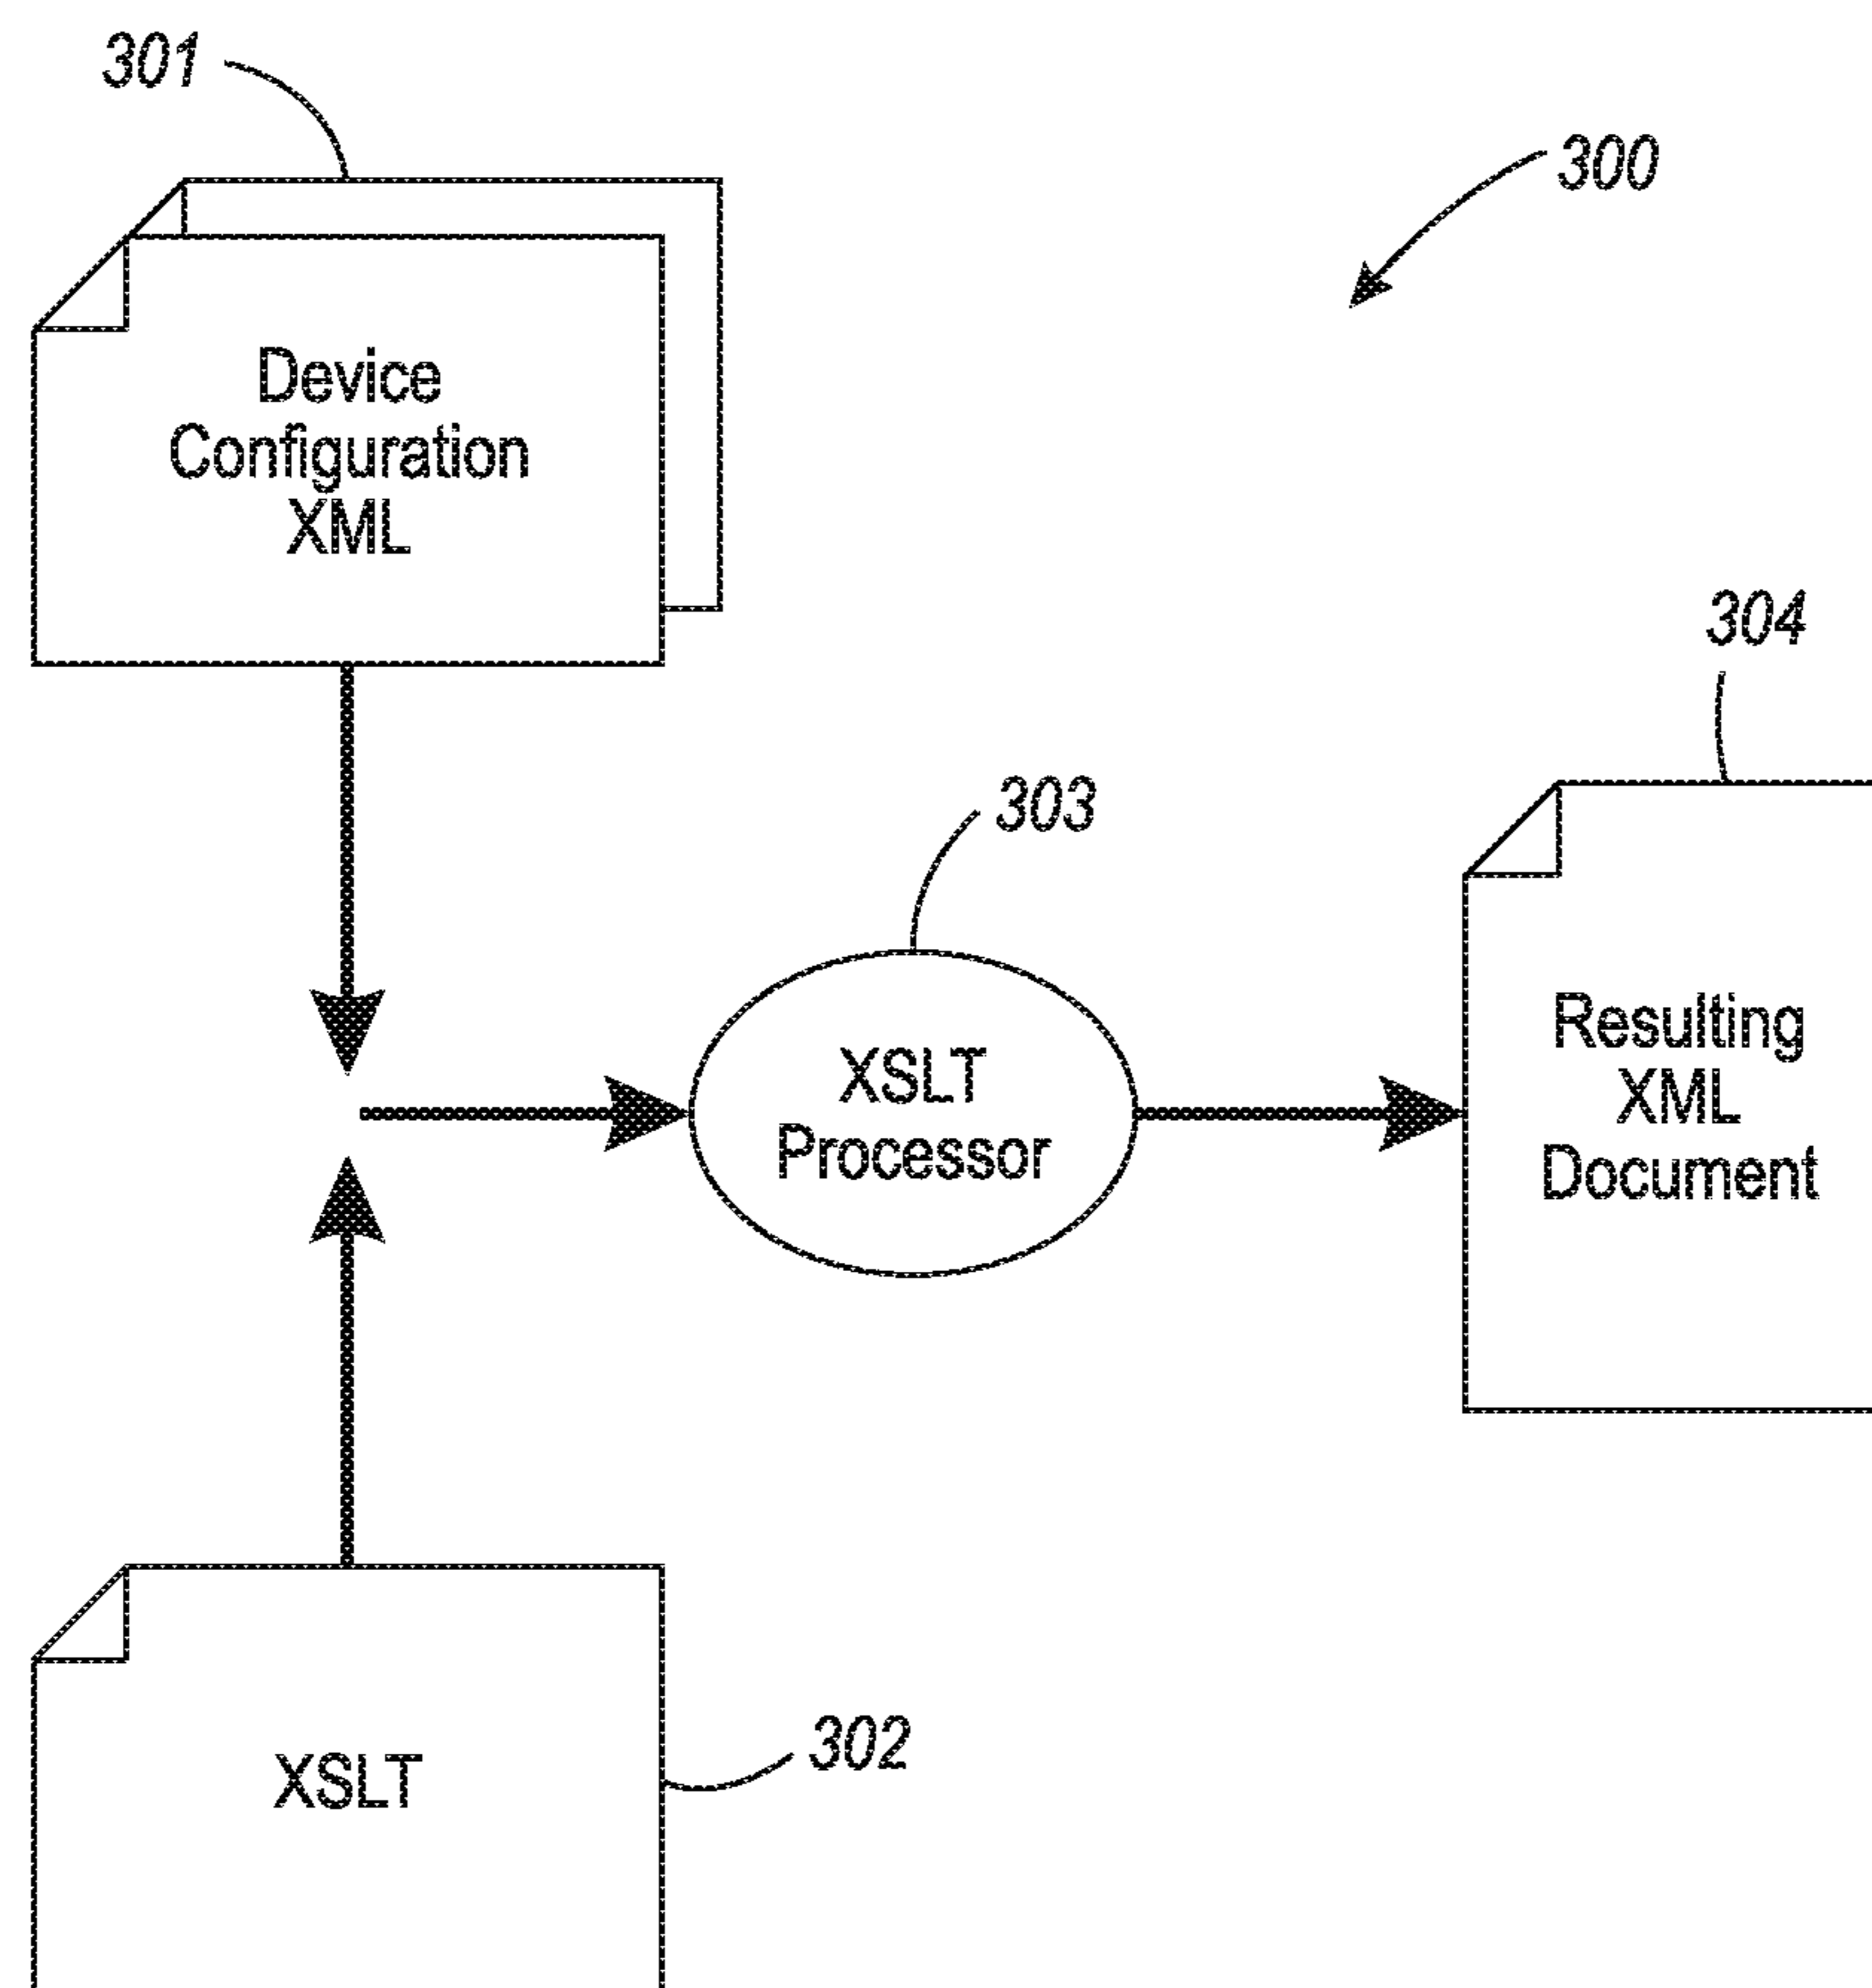 301
300
Device
Configuration
XML
304
303
XSLT
Processor
Resulting
XML
Document
302
XSLT